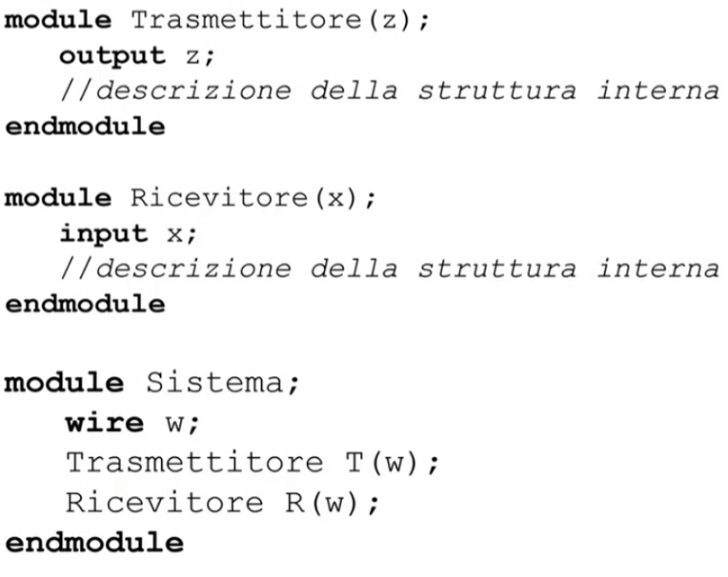 module Trasmettitore(z);
output z;
//descrizione della struttura interna
endmodule
module Ricevitore(x);
input x;
//descrizione della struttura interna
endmodule
module Sistema;
wire w;
Trasmettitore T(w);
Ricevitore R(w);
endmodule